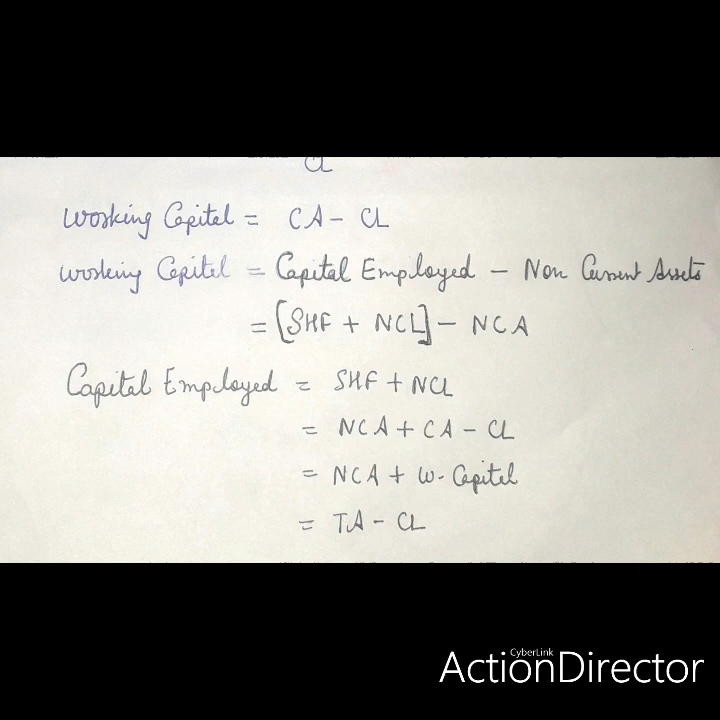 CL
Working Capital = CA - CL
Working Capital = Capital Employed - Non Current Assets
= [SHF + NCL] - NCA
Capital Employed = SHF + NCL
= NCA + CA - CL
= NCA + W. Capital
= TA - CL
CyberLink
ActionDirector